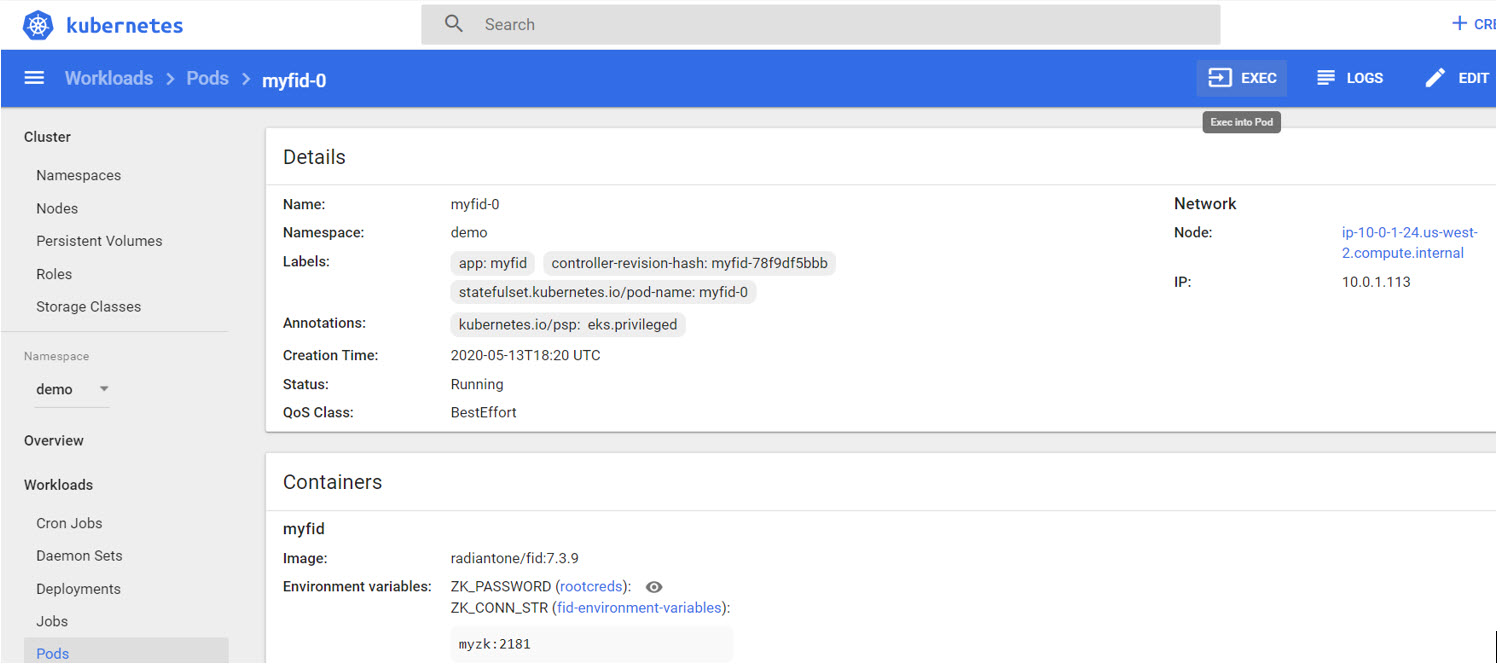 kubernetes
Search
+ CRE
Workloads > Pods > myfid-0
EXEC
LOGS
EDIT
Exec into Pod
Cluster
Namespaces
Nodes
Persistent Volumes
Roles
Storage Classes
Namespace
demo
Overview
Workloads
Cron Jobs
Daemon Sets
Deployments
Jobs
Pods
Details
Name: myfid-0
Namespace: demo
Labels: app: myfid controller-revision-hash: myfid-78f9df5bbb
statefulset.kubernetes.io/pod-name: myfid-0
Annotations: kubernetes.io/psp: eks.privileged
Creation Time: 2020-05-13T18:20 UTC
Status: Running
QoS Class: BestEffort
Network
Node: ip-10-0-1-24.us-west-
2.compute.internal
IP: 10.0.1.113
Containers
myfid
Image: radiantone/fid:7.3.9
Environment variables: ZK_PASSWORD (rootcreds):
ZK_CONN_STR (fid-environment-variables):
myzk:2181